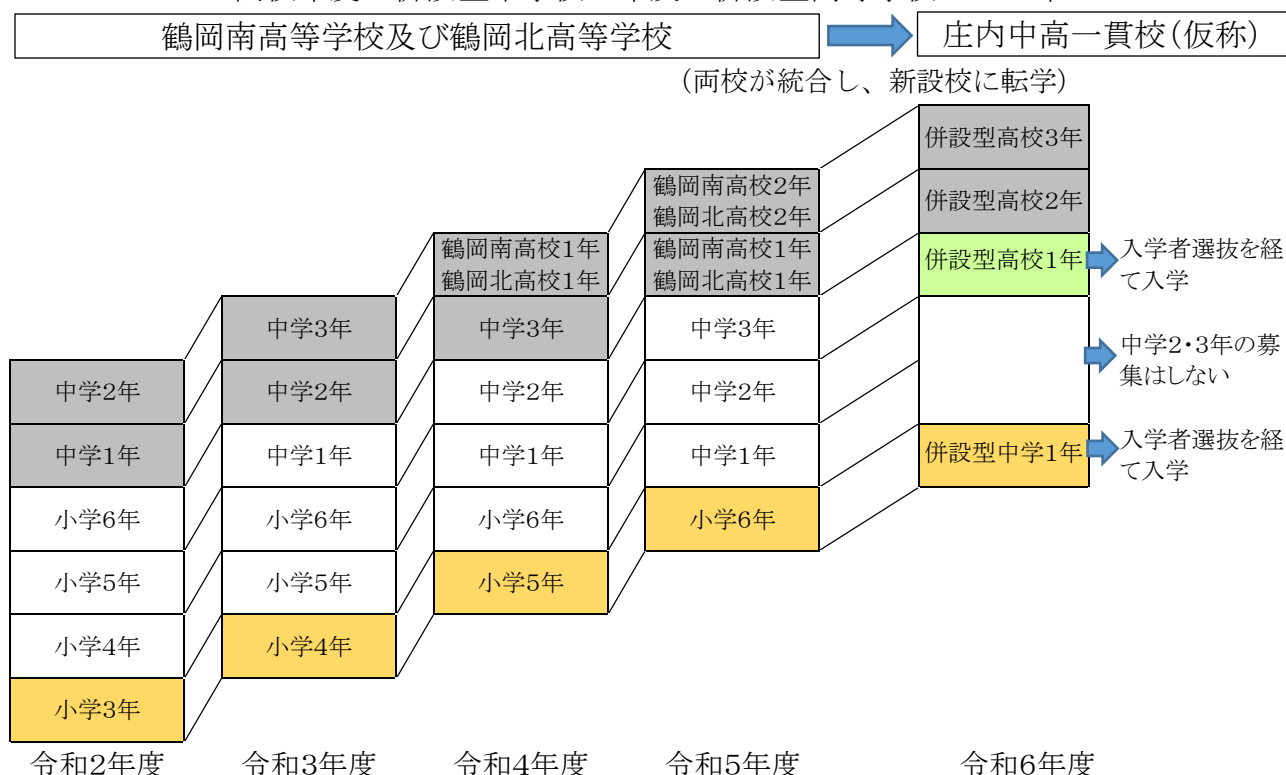 鶴岡南高等学校及び鶴岡北高等学校
庄内中高一貫校(仮称)
(両校が統合し、新設校に転学)
中学2年
中学1年
小学6年
小学5年
小学4年
小学3年
令和2年度
中学3年
中学2年
中学1年
小学6年
小学5年
小学4年
令和3年度
鶴岡南高校1年
鶴岡北高校1年
中学3年
中学2年
中学1年
小学6年
小学5年
令和4年度
鶴岡南高校2年
鶴岡北高校2年
鶴岡南高校1年
鶴岡北高校1年
中学3年
中学2年
中学1年
小学6年
令和5年度
併設型高校3年
併設型高校2年
併設型高校1年
併設型中学1年
令和6年度
入学者選抜を経
て入学
中学2・3年の募
集はしない
入学者選抜を経
て入学